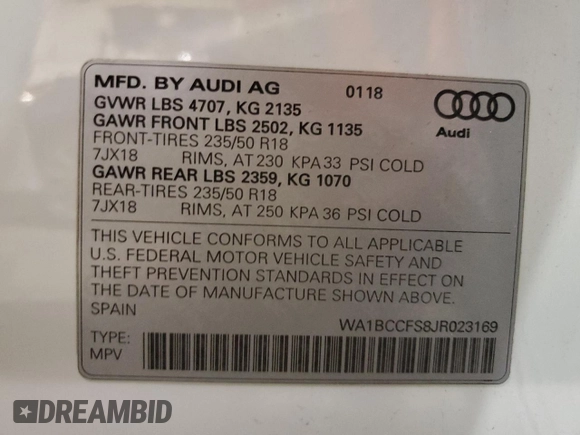 MFD. BY AUDI AG 0118
GVWR LBS 4707, KG 2135
GAWR FRONT LBS 2502, KG 1135
FRONT-TIRES 235/50 R18
7JX18 RIMS, AT 230 KPA 33 PSI COLD
GAWR REAR LBS 2359, KG 1070
REAR-TIRES 235/50 R18
7JX18 RIMS, AT 250 KPA 36 PSI COLD
Audi
THIS VEHICLE CONFORMS TO ALL APPLICABLE
U.S. FEDERAL MOTOR VEHICLE SAFETY AND
THEFT PREVENTION STANDARDS IN EFFECT ON
THE DATE OF MANUFACTURE SHOWN ABOVE.
SPAIN
WA1BCCFS8JR023169
TYPE:
MPV
DREAMBID